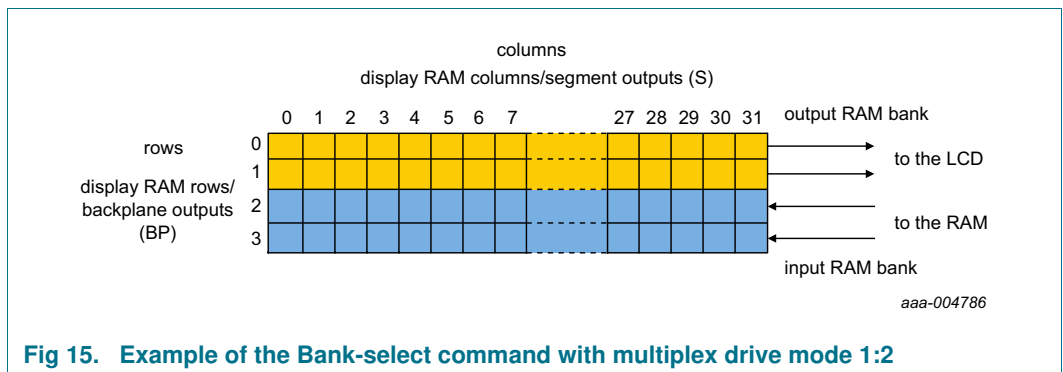 columns
display RAM columns/segment outputs (S)
0 1 2 3 4 5 6 7 27 28 29 30 31 output RAM bank
rows 0
to the LCD
1
display RAM rows/
backplane outputs 2
(BP)
to the RAM
3
input RAM bank
aaa-004786
Fig 15. Example of the Bank-select command with multiplex drive mode 1:2